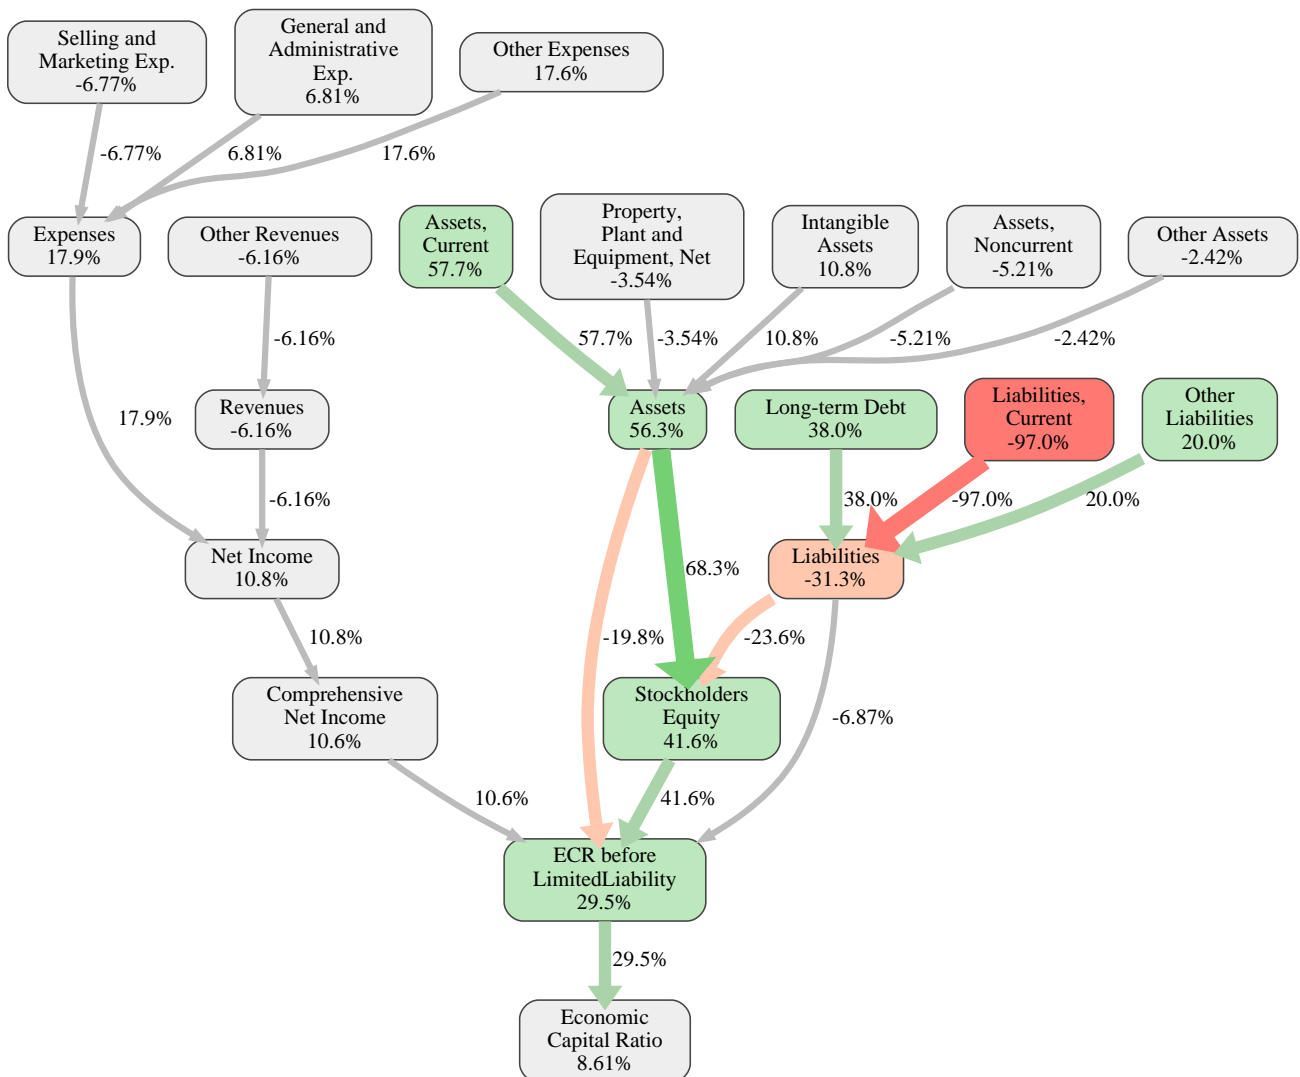 Selling and
Marketing Exp.
-6.77%
General and
Administrative
Exp.
6.81%
Other Expenses
17.6%
-6.77%
6.81%
17.6%
Expenses
17.9%
Other Revenues
-6.16%
Assets,
Current
57.7%
Property,
Plant and
Equipment, Net
-3.54%
Intangible
Assets
10.8%
Assets,
Noncurrent
-5.21%
Other Assets
-2.42%
-6.16%
57.7%
-3.54%
10.8%
-5.21%
-2.42%
17.9%
Revenues
-6.16%
Assets
56.3%
Long-term Debt
38.0%
Liabilities,
Current
-97.0%
Other
Liabilities
20.0%
-6.16%
38.0%
-97.0%
20.0%
Net Income
10.8%
68.3%
Liabilities
-31.3%
10.8%
-19.8%
-23.6%
Comprehensive
Net Income
10.6%
Stockholders
Equity
41.6%
-6.87%
10.6%
41.6%
ECR before
LimitedLiability
29.5%
29.5%
Economic
Capital Ratio
8.61%